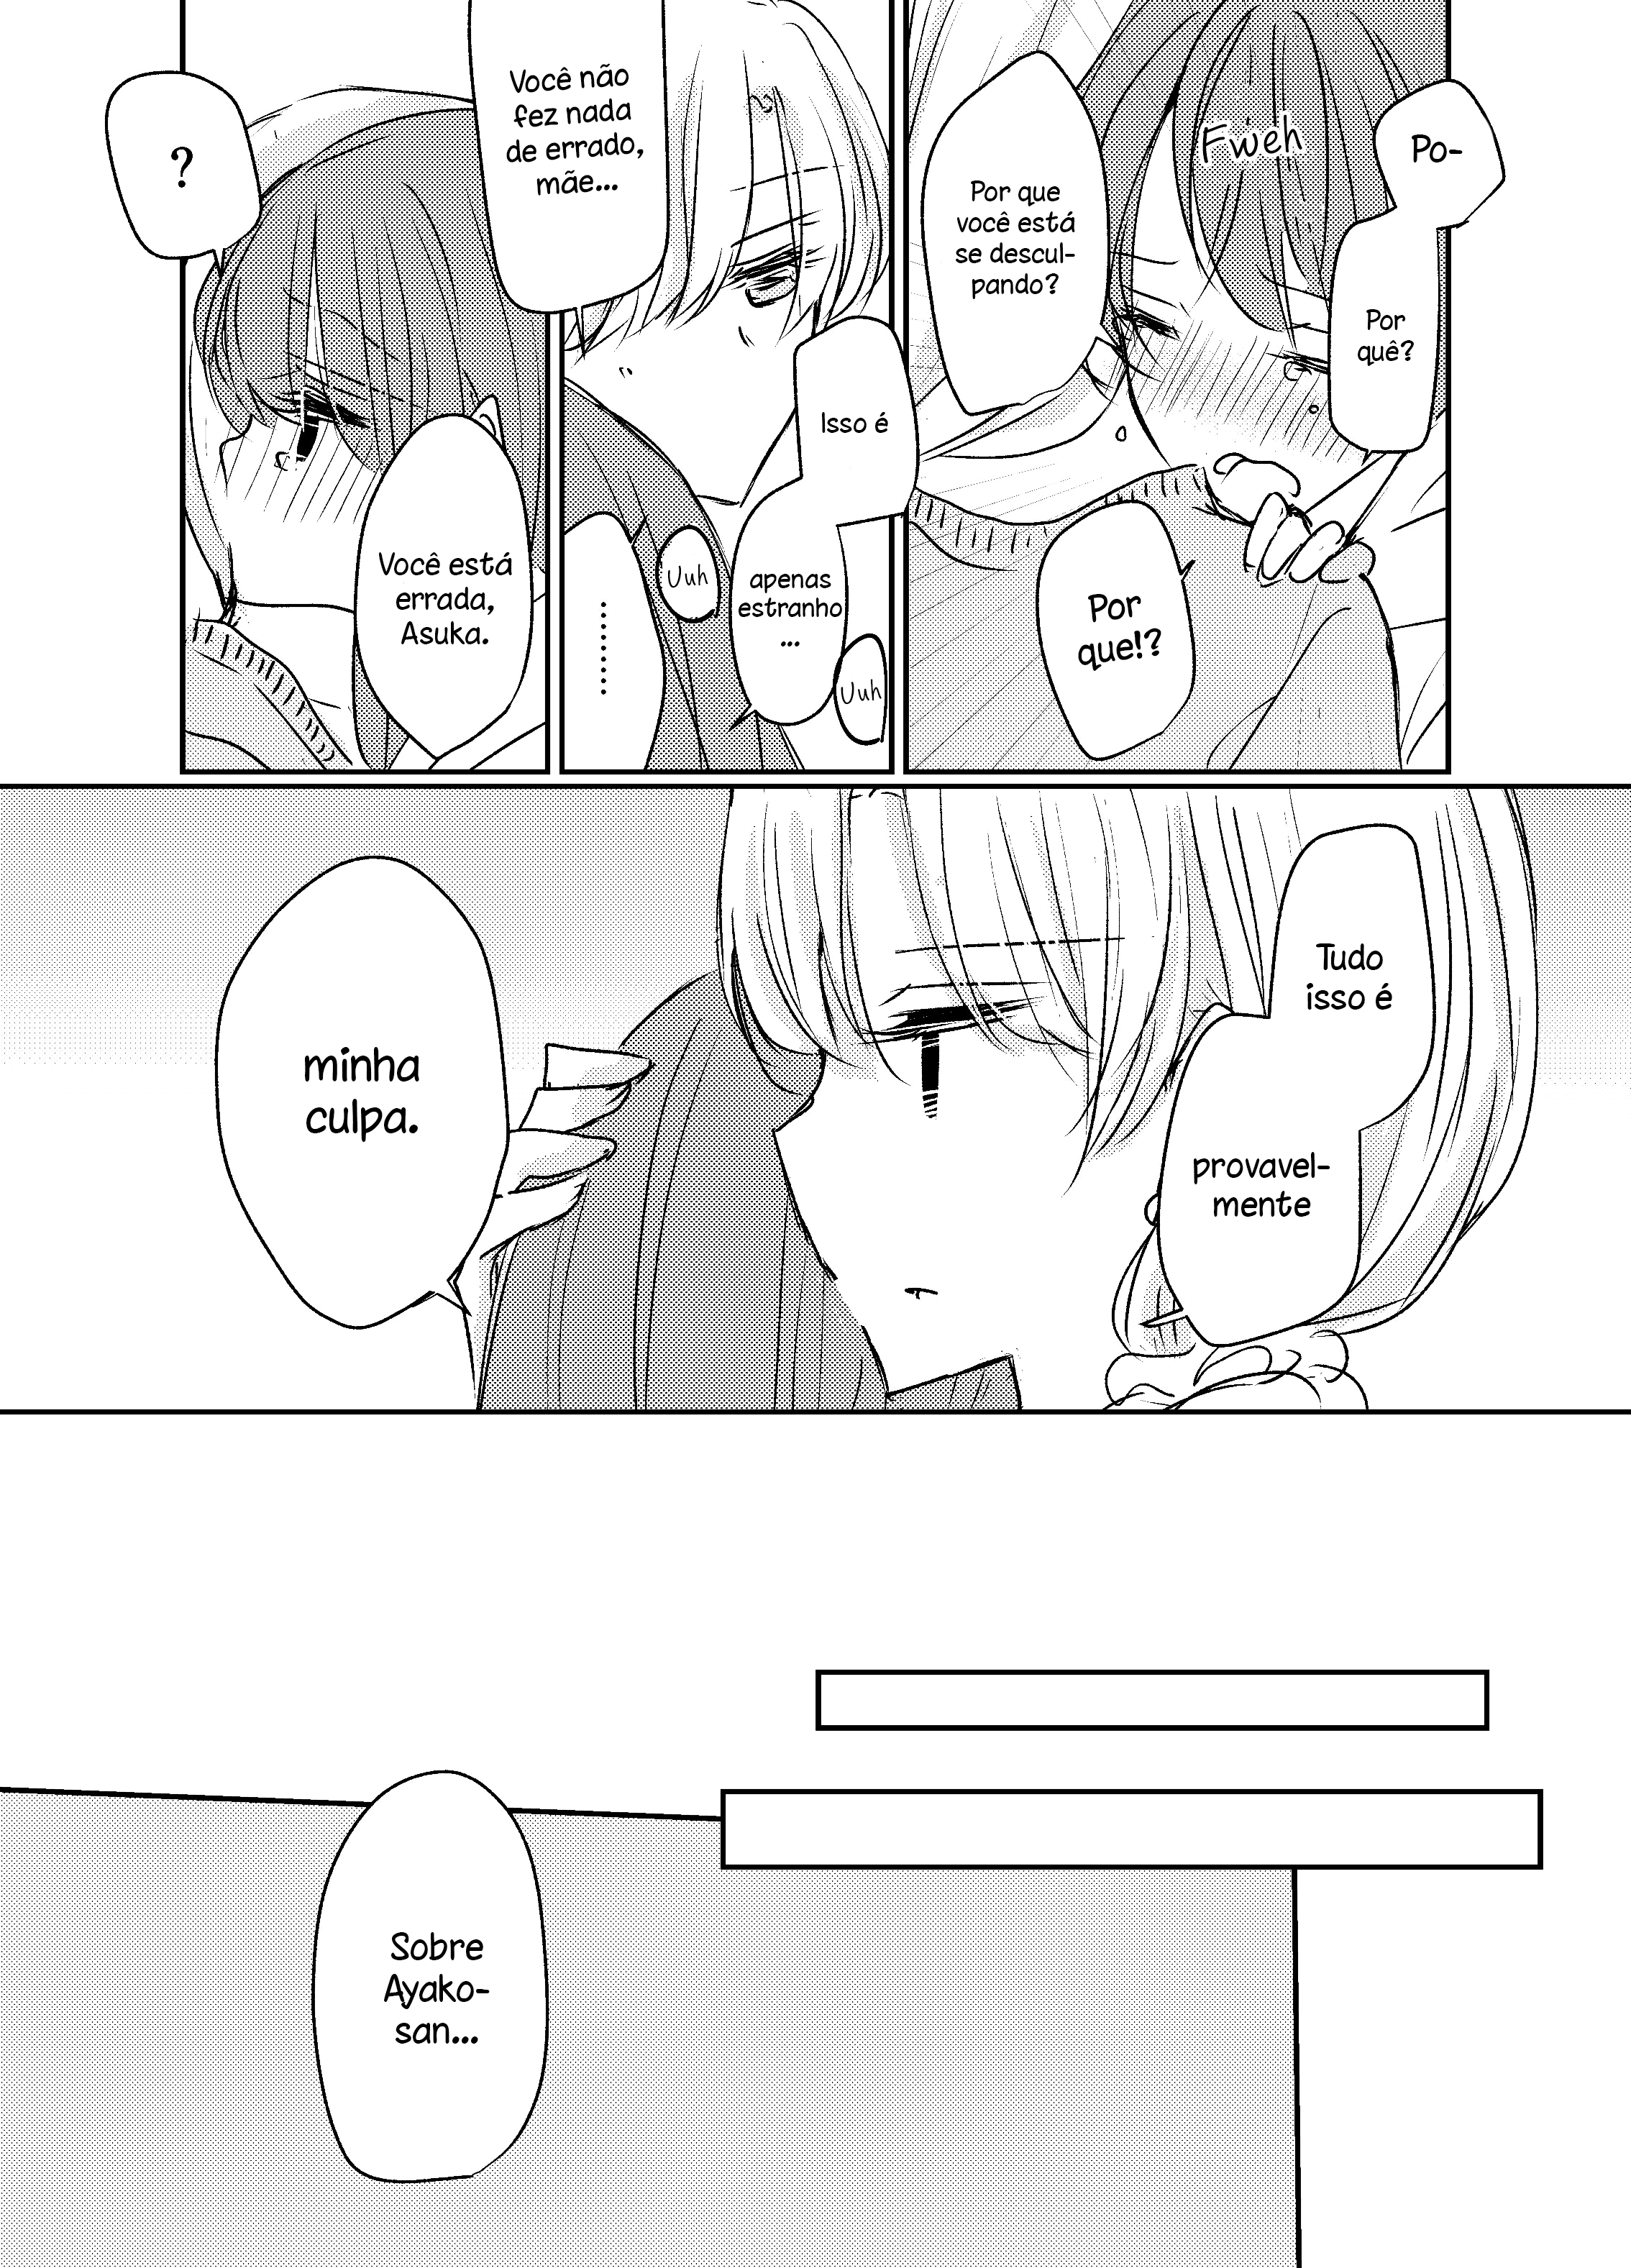 Po-
Por
quê?
Fweh
Por que
você está
se descul-
pando?
Por
que!?
Você não
fez nada
de errado,
mãe...
Isso é
apenas
estranho
...
Uuh
Uuh
.........
?
Você está
errada,
Asuka.
Tudo
isso é
provavel-
mente
minha
culpa.
Sobre
Ayako-
san...